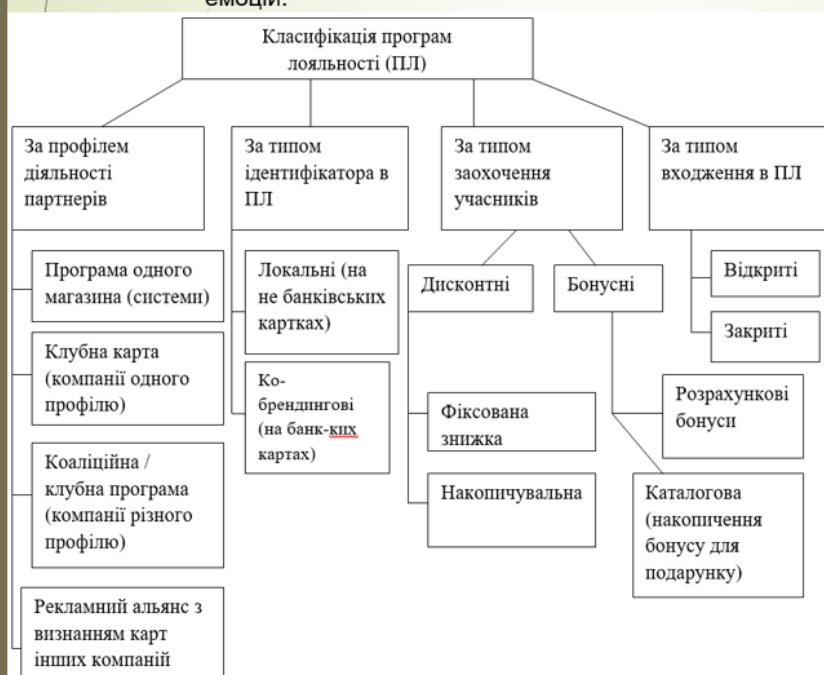 емоцій.
Класифікація програм
лояльності (ПЛ)
За профілем
діяльності
партнерів
За типом
ідентифікатора в
ПЛ
За типом
заохочення
учасників
За типом
входження в ПЛ
Програма одного
магазина (системи)
Клубна карта
(компанії одного
профілю)
Коаліційна /
клубна програма
(компанії різного
профілю)
Рекламний альянс з
визнанням карт
інших компаній
Локальні (на
не банківських
картках)
Ко-
брендингові
(на банк-ких
картах)
Дисконтні
Фіксована
знижка
Накопичувальна
Бонусні
Розрахункові
бонуси
Каталогова
(накопичення
бонусу для
подарунку)
Відкриті
Закриті